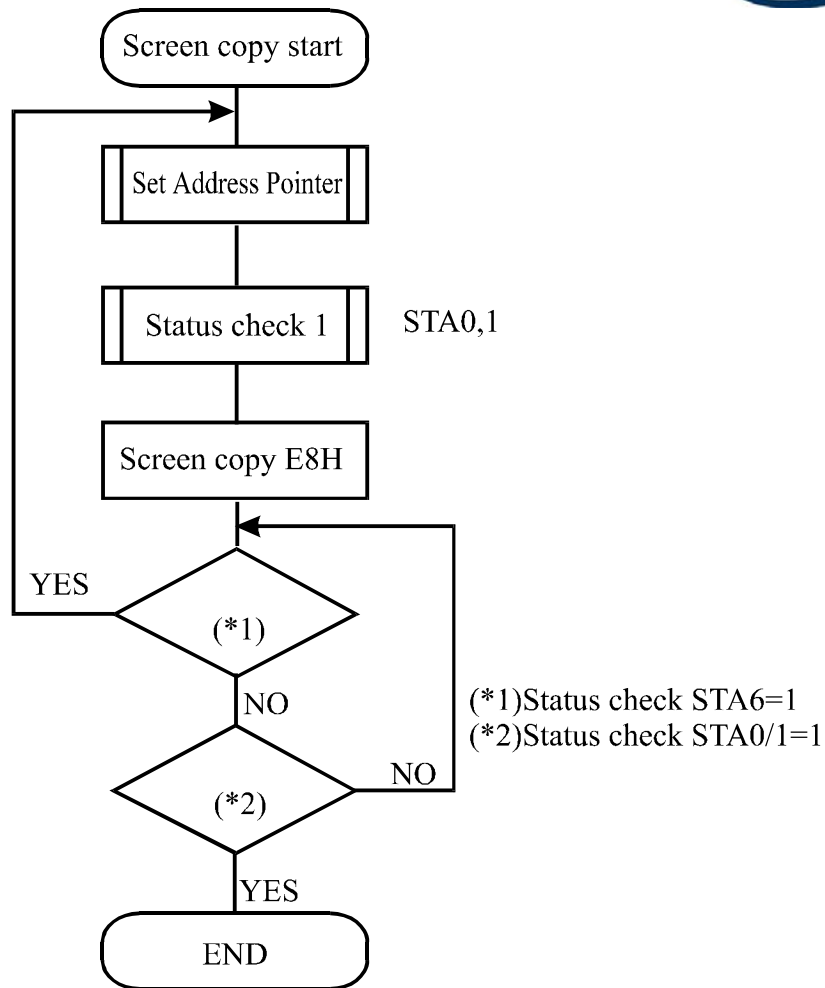 Screen copy start
Set Address Pointer
Status check 1
STA0,1
Screen copy E8H
YES
(*1)
NO
(*1)Status check STA6=1
(*2)Status check STA0/1=1
NO
(*2)
YES
END